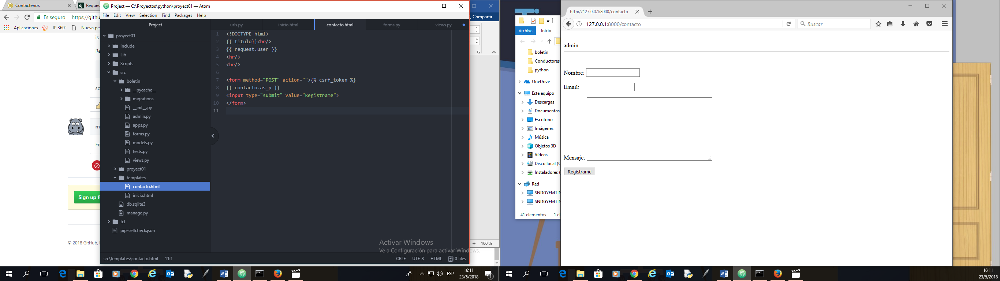 Contáctenos
Reques
Es seguro
https://githu
Aplicaciones
IP 360°
Nueva pe
is
Re
so
m
Fix
Sign up f
© 2018 GitHub, I
Project — C:\Proyectos\python\proyect01 — Atom
File Edit View Selection Find Packages Help
Project
proyect01
Include
Lib
Scripts
src
boletin
__pycache__
migrations
__init__.py
admin.py
apps.py
forms.py
models.py
tests.py
views.py
proyect01
templates
contacto.html
inicio.html
db.sqlite3
manage.py
tcl
pip-selfcheck.json
urls.py
inicio.html
contacto.html
forms.py
views.py
1 <!DOCTYPE html>
2 {{ titulo}}<br/>
3 {{ request.user }}
4 <hr/>
5 <br/>
6
7 <form method="POST" action="">{% csrf_token %}
8 {{ contacto.as_p }}
9 <input type="submit" value="Registrame">
10 </form>
11
Activar Windows
Ve a Configuración para activar Windows.
src\templates\contacto.html 11:1
CRLF UTF-8 HTML 0 files
Compartir
100 %
ESP
16:11
23/5/2018
1
Archivo
Inicio
boletin
Conductores
python
OneDrive
Este equipo
Descargas
Documentos
Escritorio
Imágenes
Música
Objetos 3D
Vídeos
Disco local (C
Instaladores (
Red
SNDGYEMTIN
SNDGYEMTIN
41 elementos
1 el
http://127.0.0.1:8000/contacto
127.0.0.1:8000/contacto
Buscar
admin
Nombre:
Email:
Mensaje:
Registrame
16:11
23/5/2018